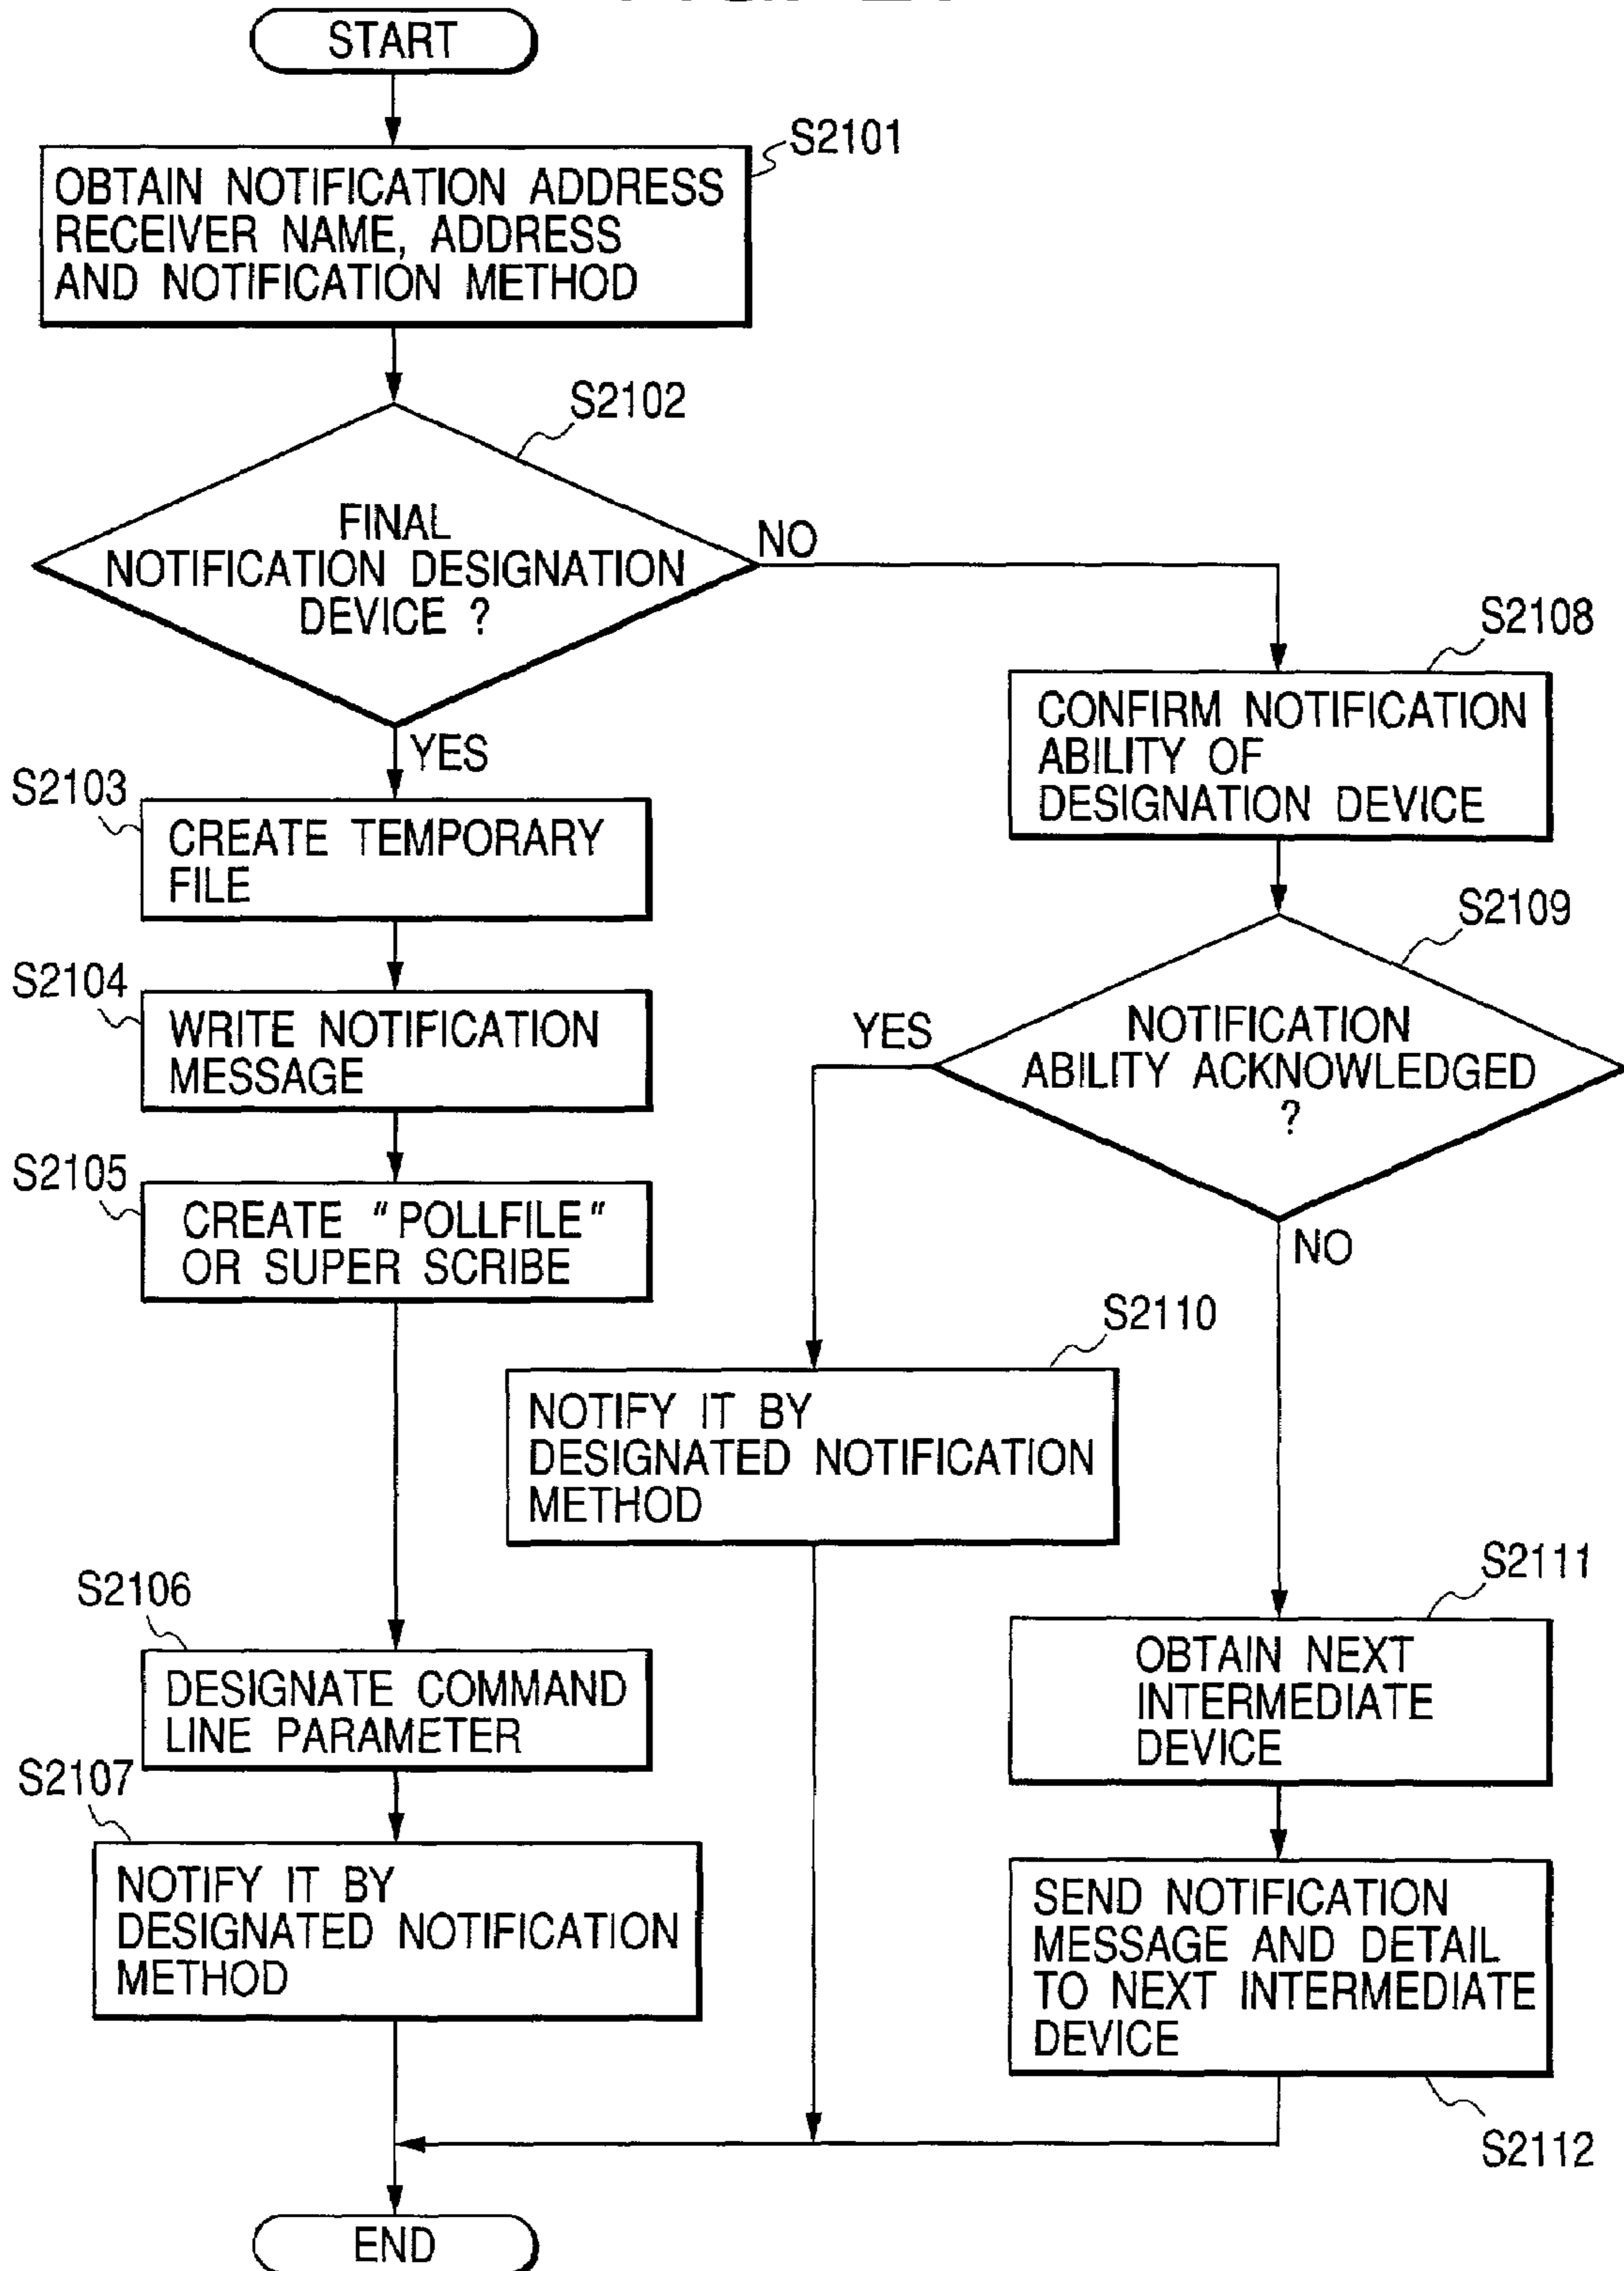 START
S2101
OBTAIN NOTIFICATION ADDRESS
RECEIVER NAME, ADDRESS
AND NOTIFICATION METHOD
S2102
FINAL
NOTIFICATION DESIGNATION
DEVICE ?
NO
YES
S2108
CONFIRM NOTIFICATION
ABILITY OF
DESIGNATION DEVICE
S2103
CREATE TEMPORARY
FILE
S2109
NOTIFICATION
ABILITY ACKNOWLEDGED
?
YES
NO
S2104
WRITE NOTIFICATION
MESSAGE
S2105
CREATE "POLLFILE"
OR SUPER SCRIBE
S2110
NOTIFY IT BY
DESIGNATED NOTIFICATION
METHOD
S2106
DESIGNATE COMMAND
LINE PARAMETER
S2111
OBTAIN NEXT
INTERMEDIATE
DEVICE
S2107
NOTIFY IT BY
DESIGNATED NOTIFICATION
METHOD
SEND NOTIFICATION
MESSAGE AND DETAIL
TO NEXT INTERMEDIATE
DEVICE
S2112
END